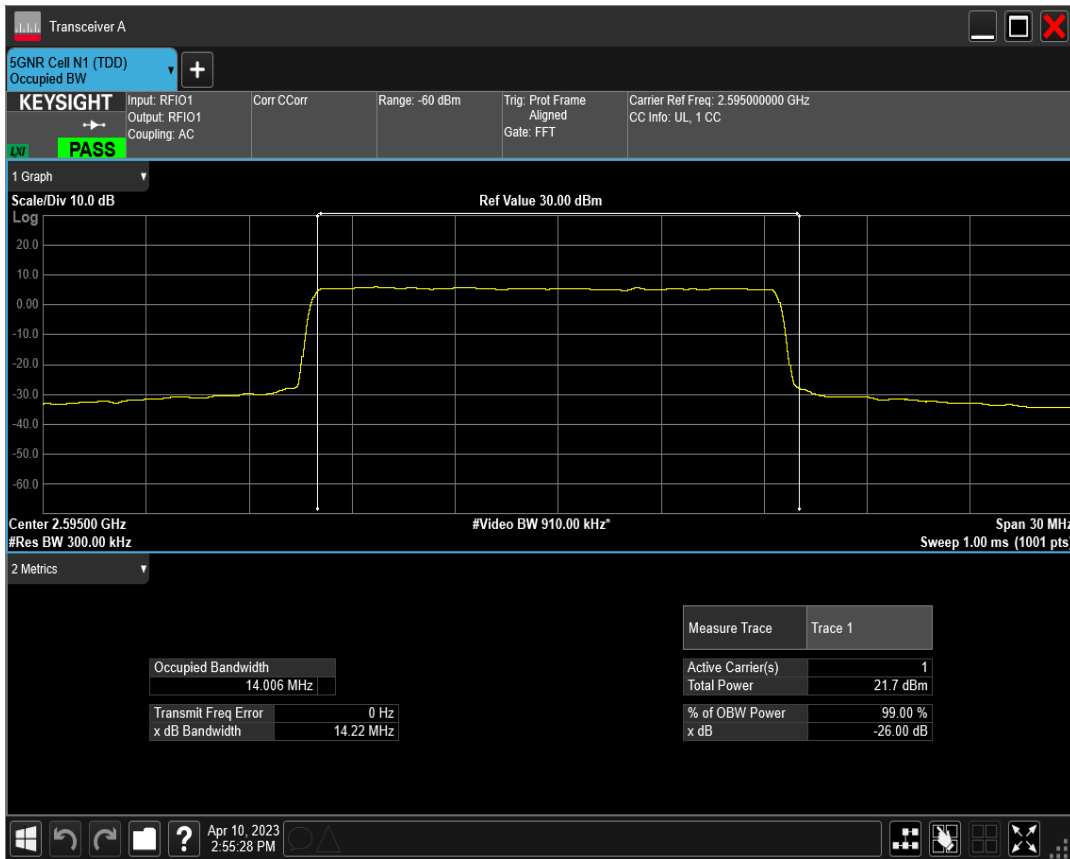 Transceiver A
5GNR Cell N1 (TDD)
Occupied BW
+
KEYSIGHT
LXI
PASS
Input: RFIO1
Output: RFIO1
Coupling: AC
Corr CCorr
Range: -60 dBm
Trig: Prot Frame
Aligned
Gate: FFT
Carrier Ref Freq: 2.595000000 GHz
CC Info: UL, 1 CC
1 Graph
Scale/Div 10.0 dB
Ref Value 30.00 dBm
Log
20.0
10.0
0.00
-10.0
-20.0
-30.0
-40.0
-50.0
-60.0
Center 2.59500 GHz
#Video BW 910.00 kHz*
Span 30 MHz
#Res BW 300.00 kHz
Sweep 1.00 ms (1001 pts)
2 Metrics
Measure Trace Trace 1
Occupied Bandwidth
14.006 MHz
Transmit Freq Error 0 Hz
x dB Bandwidth 14.22 MHz
Active Carrier(s) 1
Total Power 21.7 dBm
% of OBW Power 99.00 %
x dB -26.00 dB
?
Apr 10, 2023
2:55:28 PM